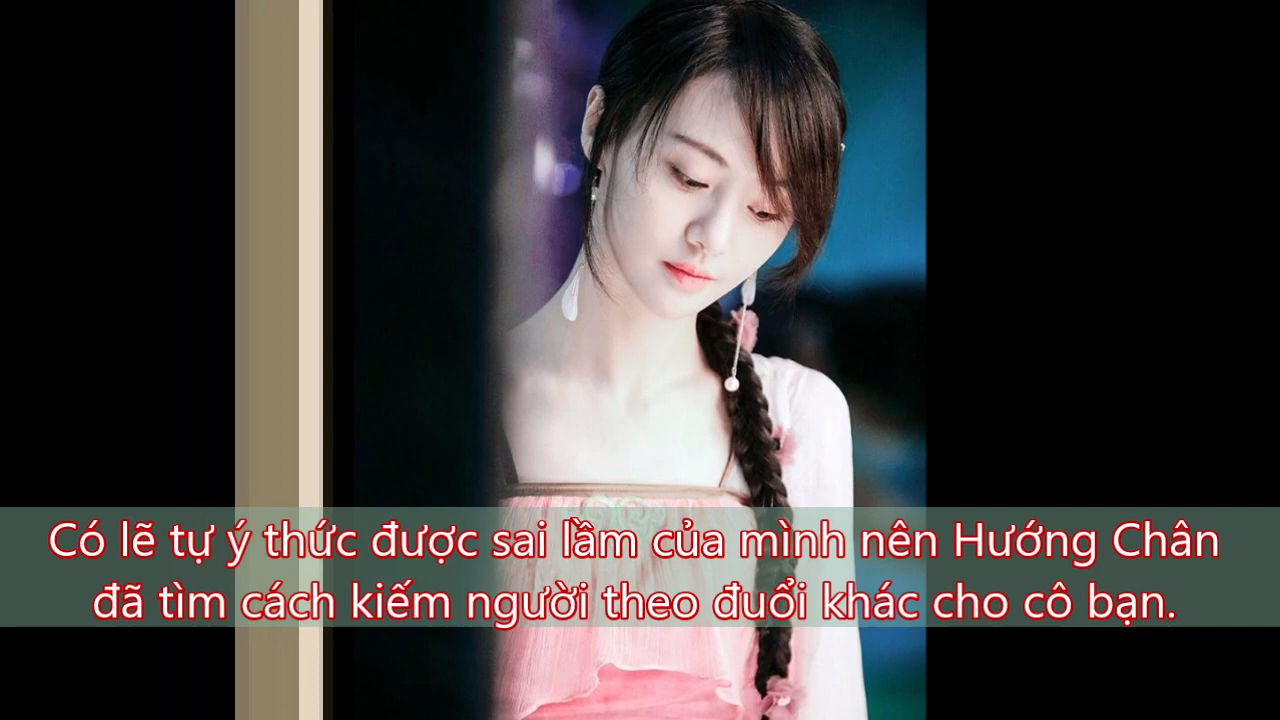 Có lẽ tự ý thức được sai lầm của mình nên Hướng Chân
đã tìm cách kiếm người theo đuổi khác cho cô bạn.